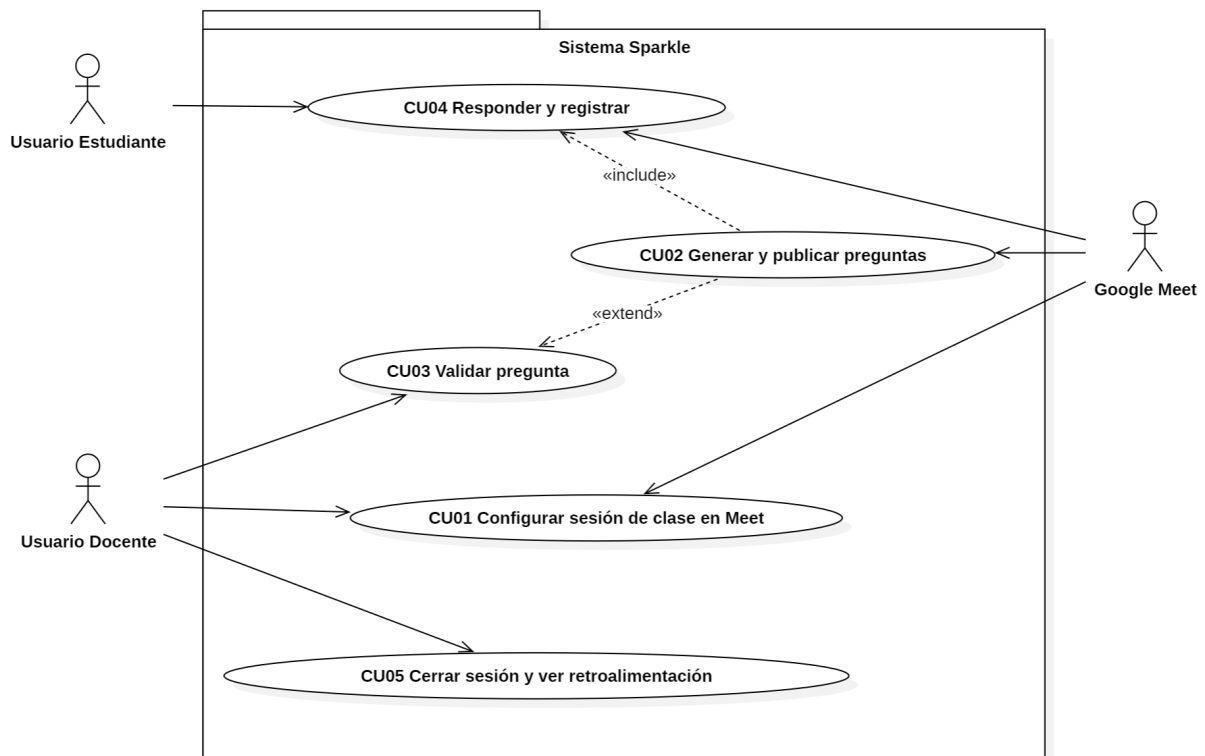 Sistema Sparkle
CU04 Responder y registrar
Usuario Estudiante
«include»
CU02 Generar y publicar preguntas
Google Meet
«extend»
CU03 Validar pregunta
CU01 Configurar sesión de clase en Meet
Usuario Docente
CU05 Cerrar sesión y ver retroalimentación